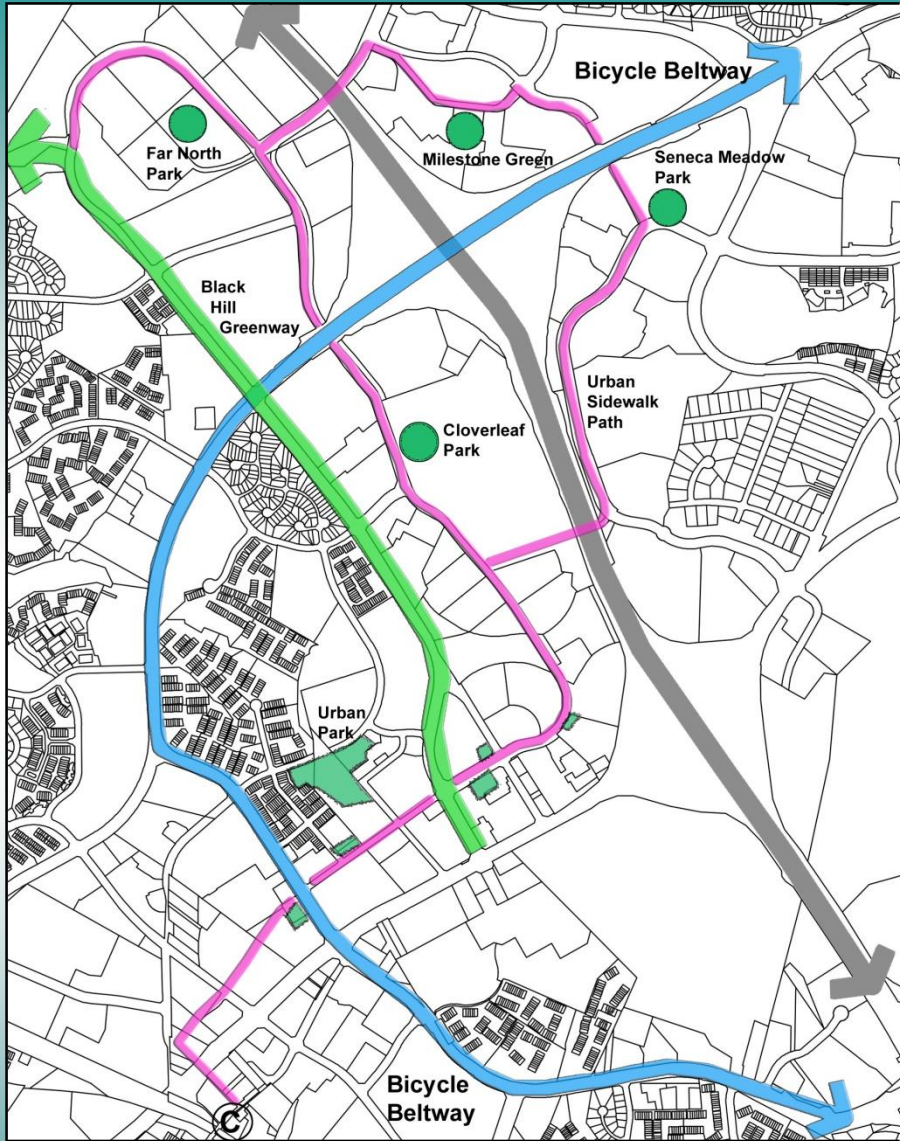 Bicycle Beltway
Far North
Park
Milestone Green
Seneca Meadow
Park
Black
Hill
Greenway
Urban
Sidewalk
Path
Cloverleaf
Park
Urban
Park
Bicycle
Beltway
C